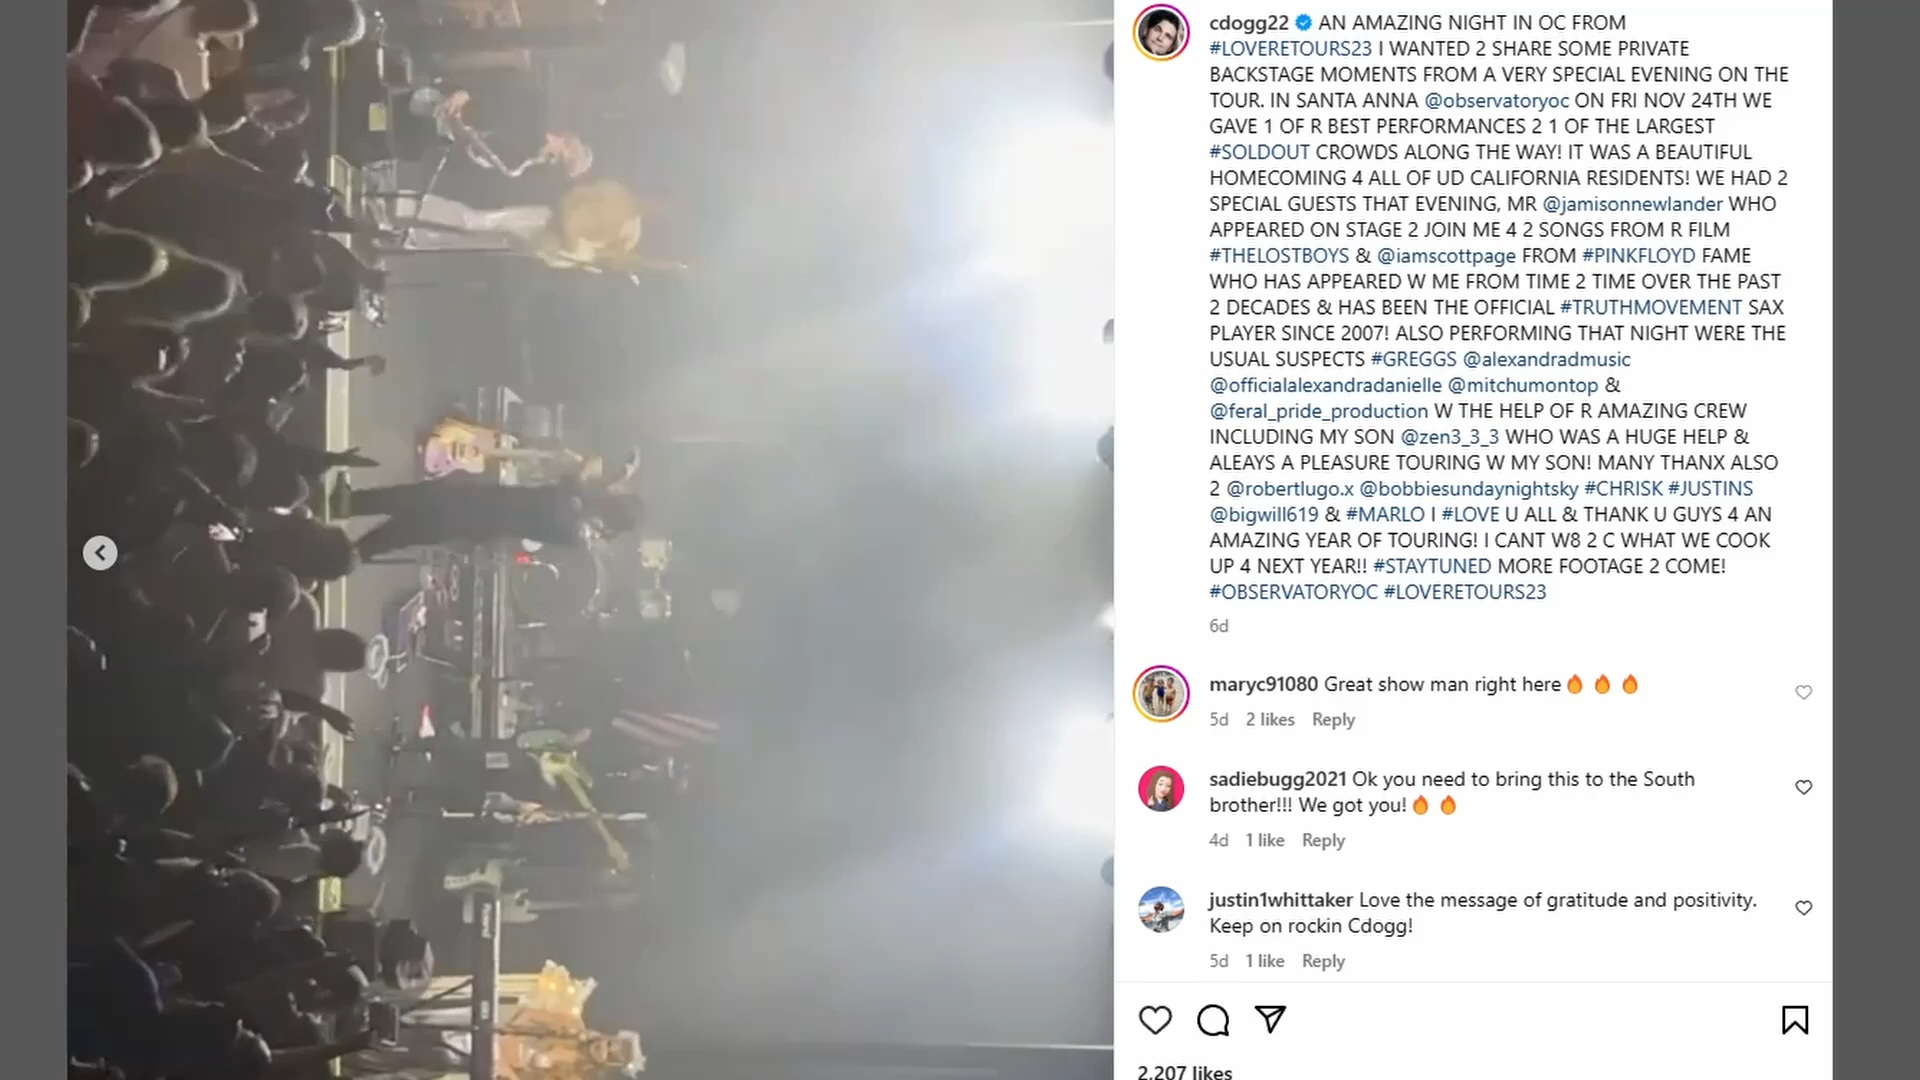 cdogg22 AN AMAZING NIGHT IN OC FROM
#LOVERETOURS23 I WANTED 2 SHARE SOME PRIVATE
BACKSTAGE MOMENTS FROM A VERY SPECIAL EVENING ON THE
TOUR. IN SANTA ANNA @observatoryoc ON FRI NOV 24TH WE
GAVE 1 OF R BEST PERFORMANCES 2 1 OF THE LARGEST
#SOLDOUT CROWDS ALONG THE WAY! IT WAS A BEAUTIFUL
HOMECOMING 4 ALL OF UD CALIFORNIA RESIDENTS! WE HAD 2
SPECIAL GUESTS THAT EVENING, MR @jamisonnewlander WHO
APPEARED ON STAGE 2 JOIN ME 4 2 SONGS FROM R FILM
#THELOSTBOYS & @iamscottpage FROM #PINKFLOYD FAME
WHO HAS APPEARED W ME FROM TIME 2 TIME OVER THE PAST
2 DECADES & HAS BEEN THE OFFICIAL #TRUTHMOVEMENT SAX
PLAYER SINCE 2007! ALSO PERFORMING THAT NIGHT WERE THE
USUAL SUSPECTS #GREGGS @alexandradmusic
@officialalexandradanielle @mitchumontop &
@feral_pride_production W THE HELP OF R AMAZING CREW
INCLUDING MY SON @zen3_3_3 WHO WAS A HUGE HELP &
ALEAYS A PLEASURE TOURING W MY SON! MANY THANX ALSO
2 @robertlugo.x @bobbiesundaynightsky #CHRISK #JUSTINS
@bigwill619 & #MARLO I #LOVE U ALL & THANK U GUYS 4 AN
AMAZING YEAR OF TOURING! I CANT W8 2 C WHAT WE COOK
UP 4 NEXT YEAR!! #STAYTUNED MORE FOOTAGE 2 COME!
#OBSERVATORYOC #LOVERETOURS23
6d
maryc91080 Great show man right here🔥🔥🔥
5d 2 likes Reply
sadiebugg2021 Ok you need to bring this to the South
brother!!! We got you!🔥🔥
4d 1 like Reply
justin1whittaker Love the message of gratitude and positivity.
Keep on rockin Cdogg!
5d 1 like Reply
2,207 likes